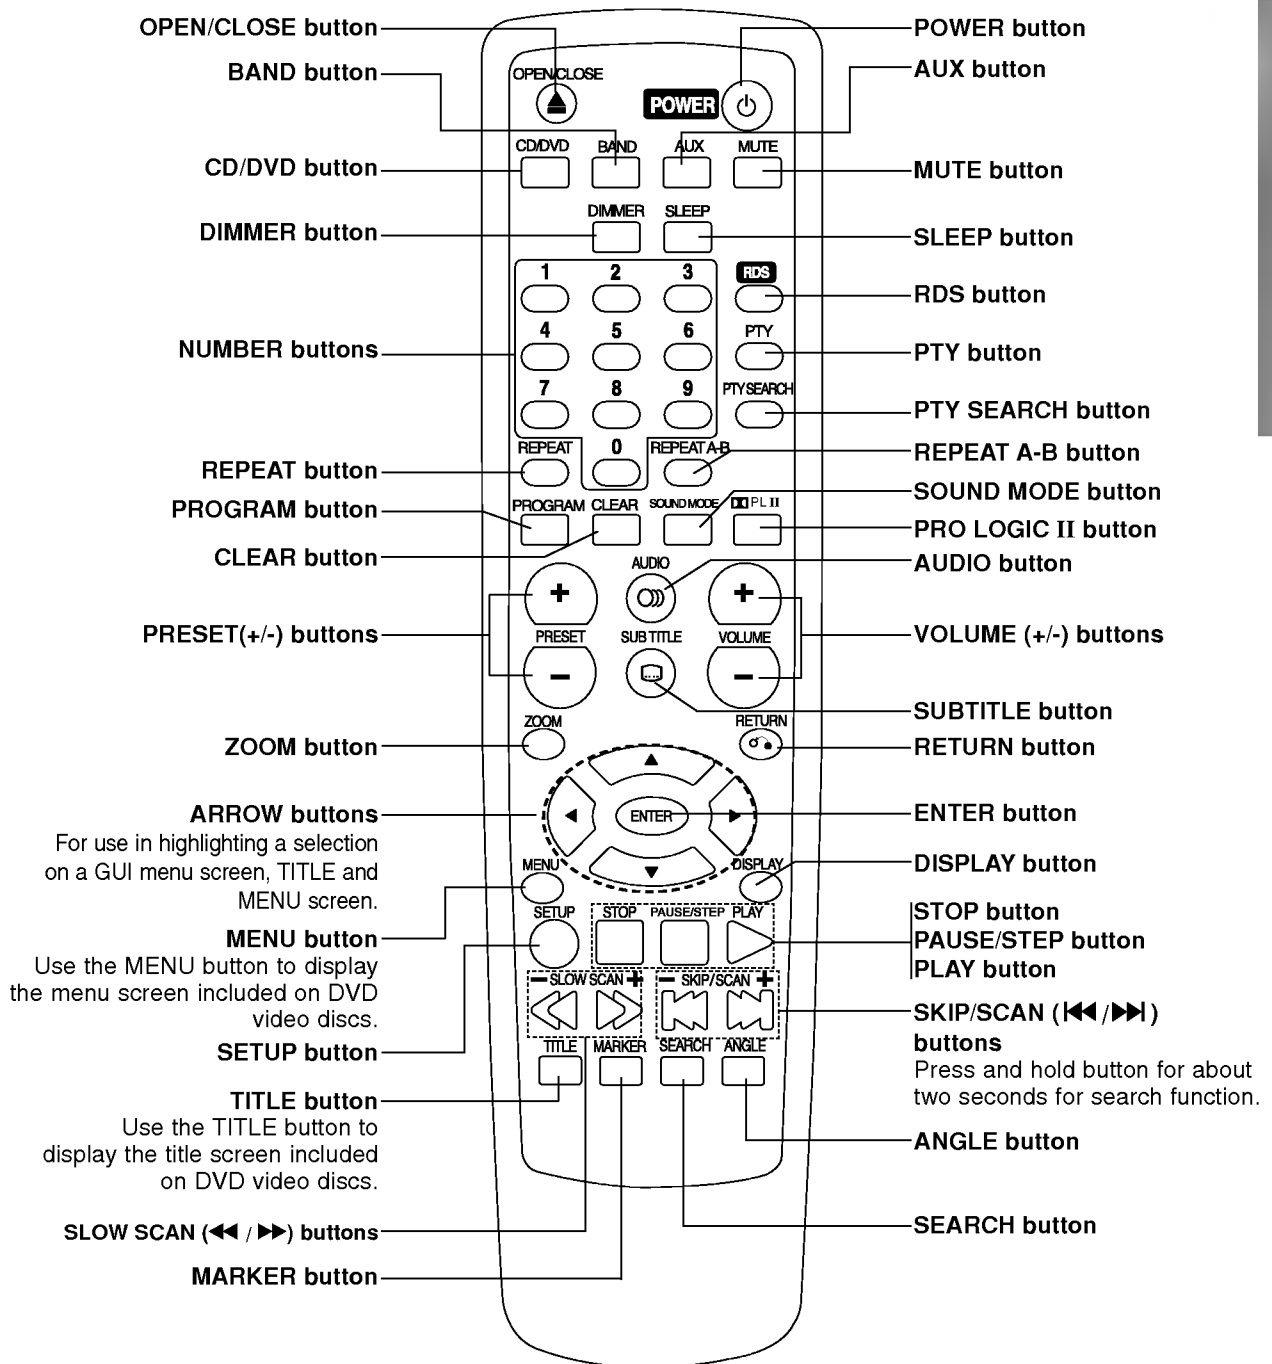 OPEN/CLOSE button
BAND button
CD/DVD button
DIMMER button
NUMBER buttons
REPEAT button
PROGRAM button
CLEAR button
PRESET(+/-) buttons
ZOOM button
ARROW buttons
For use in highlighting a selection
on a GUI menu screen, TITLE and
MENU screen.
MENU button
Use the MENU button to display
the menu screen included on DVD
video discs.
SETUP button
TITLE button
Use the TITLE button to
display the title screen included
on DVD video discs.
SLOW SCAN (◀◀ / ▶▶) buttons
MARKER button
OPEN/CLOSE
POWER
CD/DVD BAND AUX MUTE
DIMMER SLEEP
1 2 3 RDS
4 5 6 PTY
7 8 9 PTY SEARCH
REPEAT 0 REPEAT A-B
PROGRAM CLEAR SOUND MODE PL II
AUDIO
+ +
PRESET SUBTITLE VOLUME
− −
ZOOM RETURN
▲
◀ ENTER ▶
▼
MENU DISPLAY
SETUP STOP PAUSE/STEP PLAY
− SLOW SCAN + − SKIP/SCAN +
TITLE MARKER SEARCH ANGLE
POWER button
AUX button
MUTE button
SLEEP button
RDS button
PTY button
PTY SEARCH button
REPEAT A-B button
SOUND MODE button
PRO LOGIC II button
AUDIO button
VOLUME (+/-) buttons
SUBTITLE button
RETURN button
ENTER button
DISPLAY button
STOP button
PAUSE/STEP button
PLAY button
SKIP/SCAN (|◀◀ / ▶▶|)
buttons
Press and hold button for about
two seconds for search function.
ANGLE button
SEARCH button